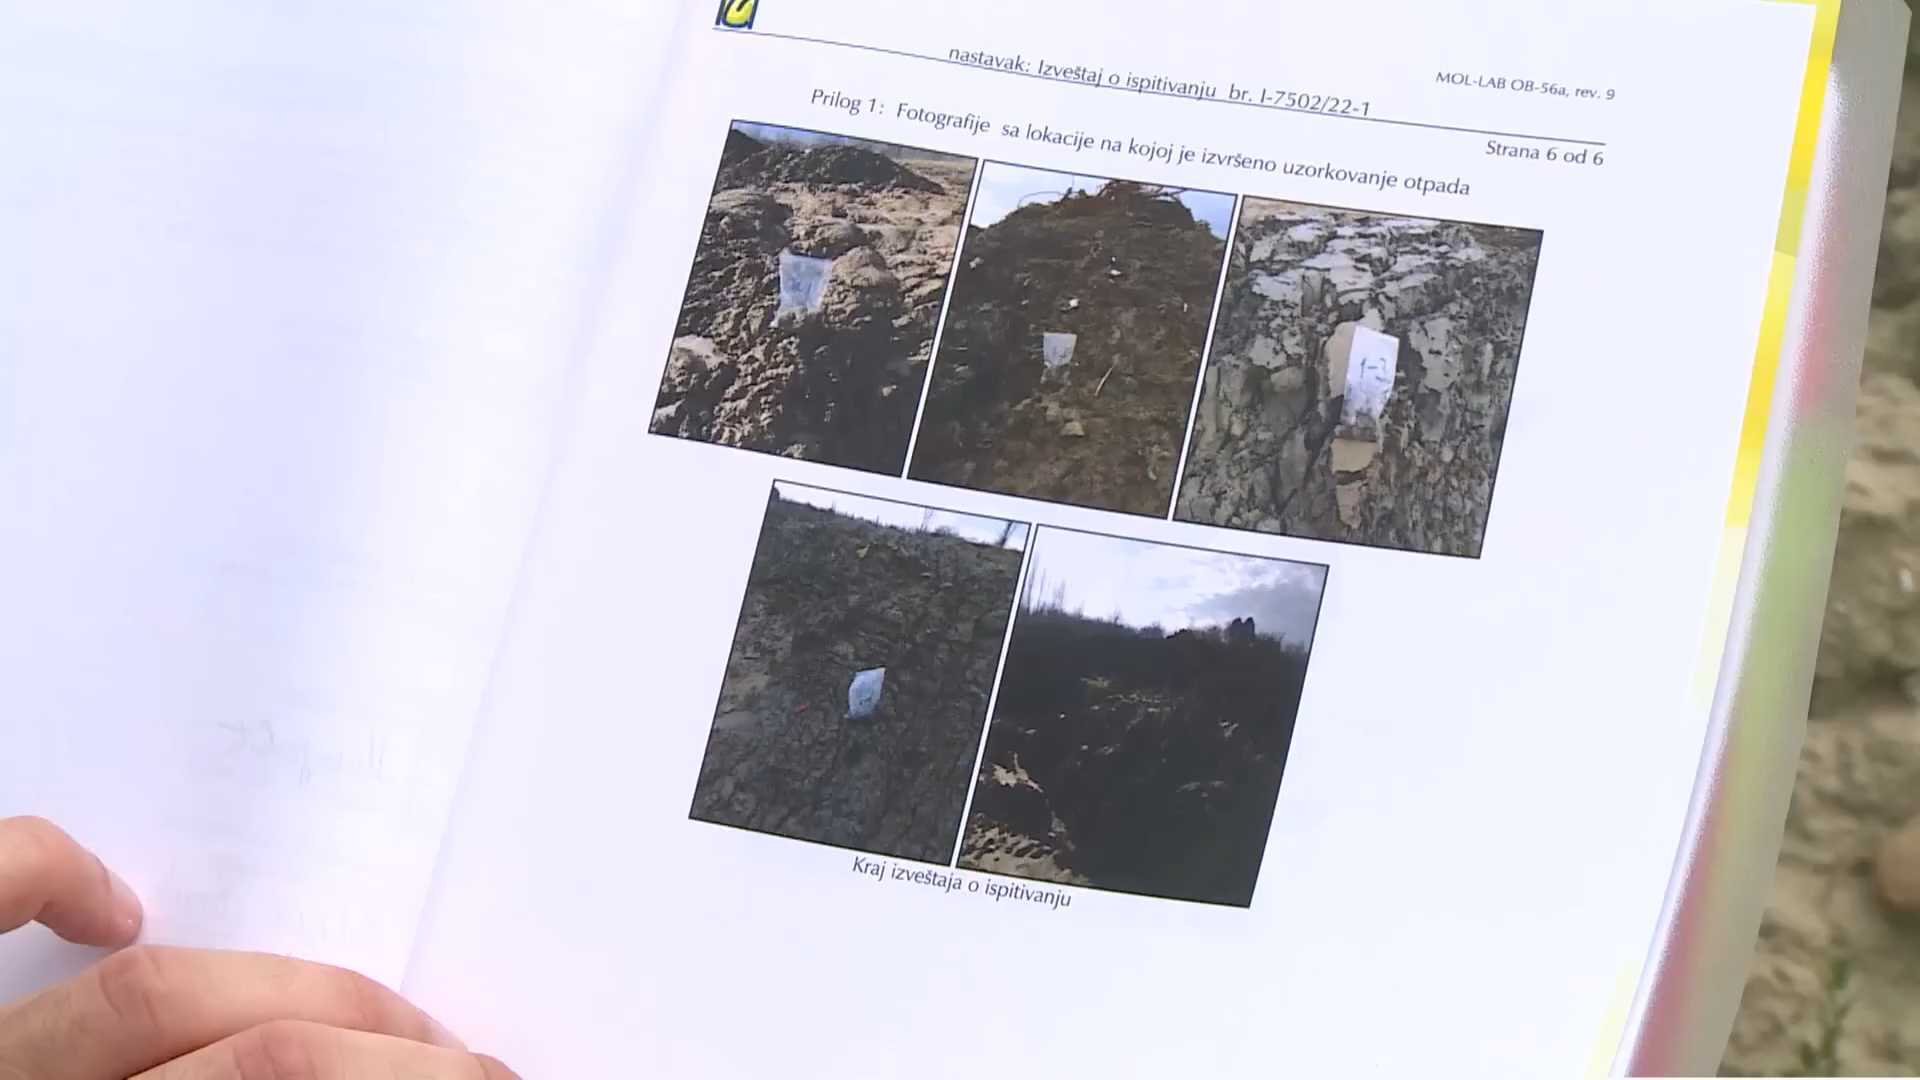 MOL-LAB OB-56a, rev. 9
nastavak: Izveštaj o ispitivanju br. I-7502/22-1
Strana 6 od 6
Prilog 1: Fotografije sa lokacije na kojoj je izvršeno uzorkovanje otpada
Kraj izveštaja o ispitivanju